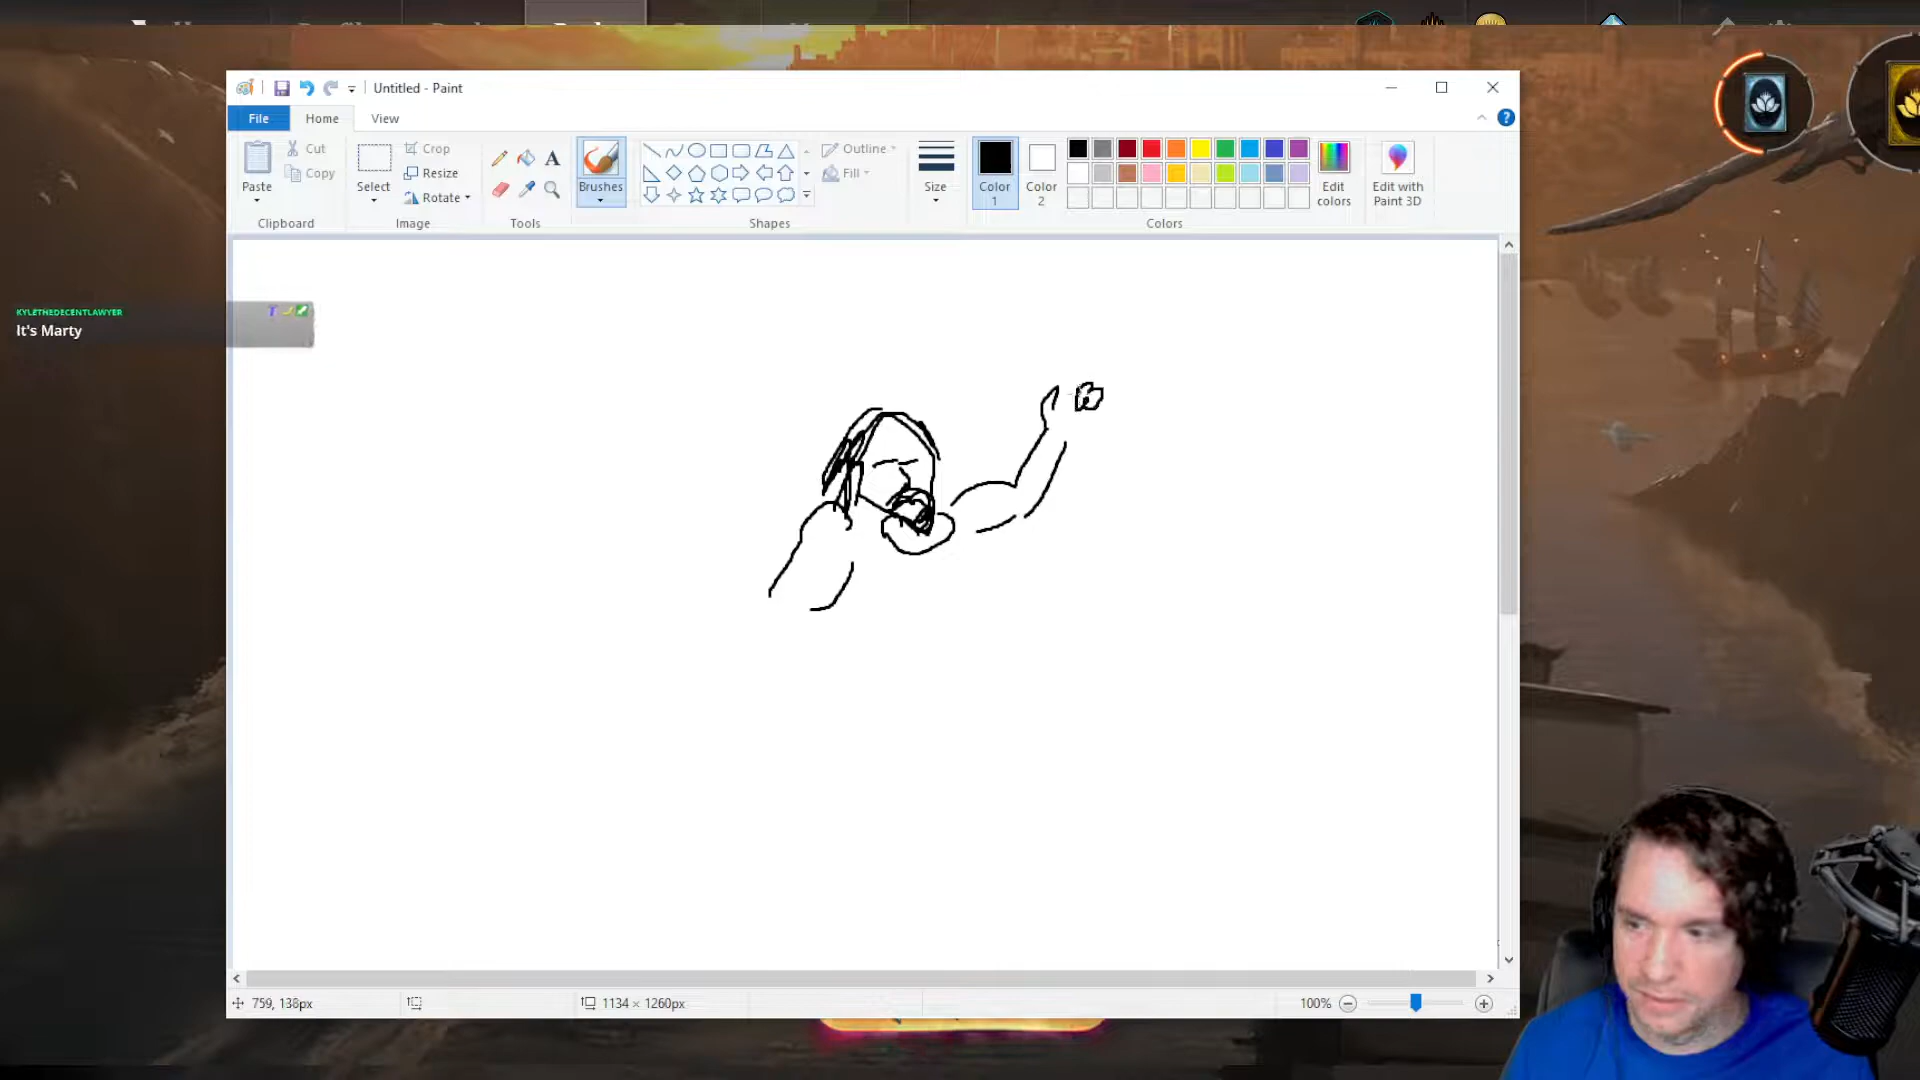 Untitled - Paint
File
Home
View
Paste
Cut
Copy
Clipboard
Select
Crop
Resize
Rotate
Image
A
Tools
Brushes
Shapes
Outline
Fill
Size
Color
1
Color
2
Colors
Edit
colors
Edit with
Paint 3D
KYLETHEDECENTLAWYER
It's Marty
759, 138px
1134 × 1260px
100%